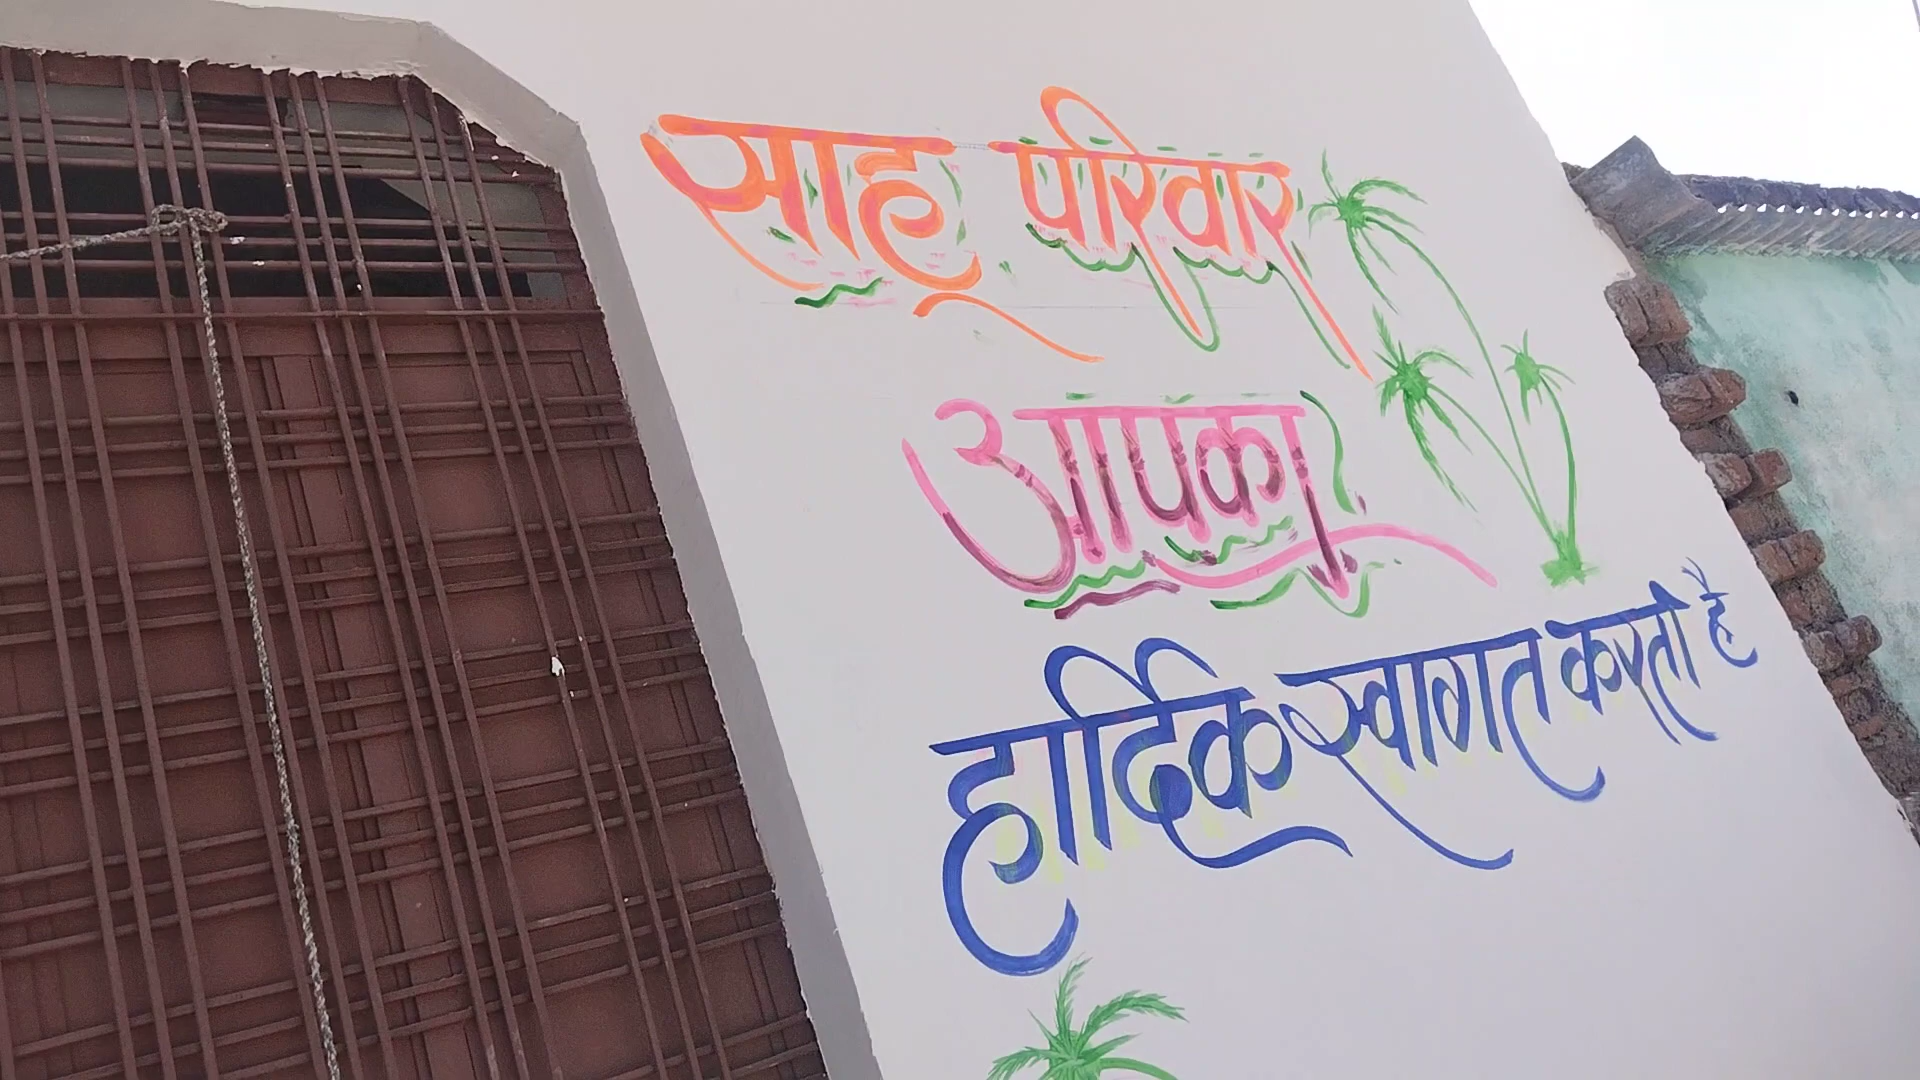 साहू परिवार
आपका
हार्दिक स्वागत करती है